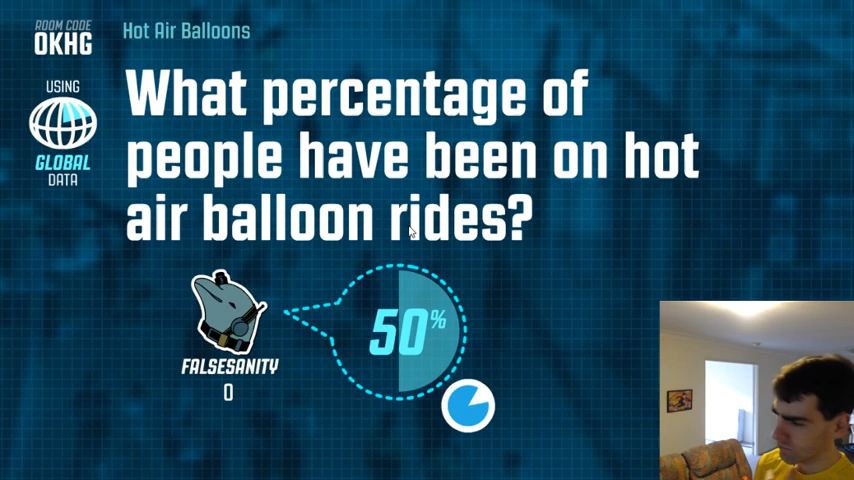 ROOM CODE
OKHG
Hot Air Balloons
USING
GLOBAL
DATA
What percentage of
people have been on hot
air balloon rides?
50%
FALSESANITY
0